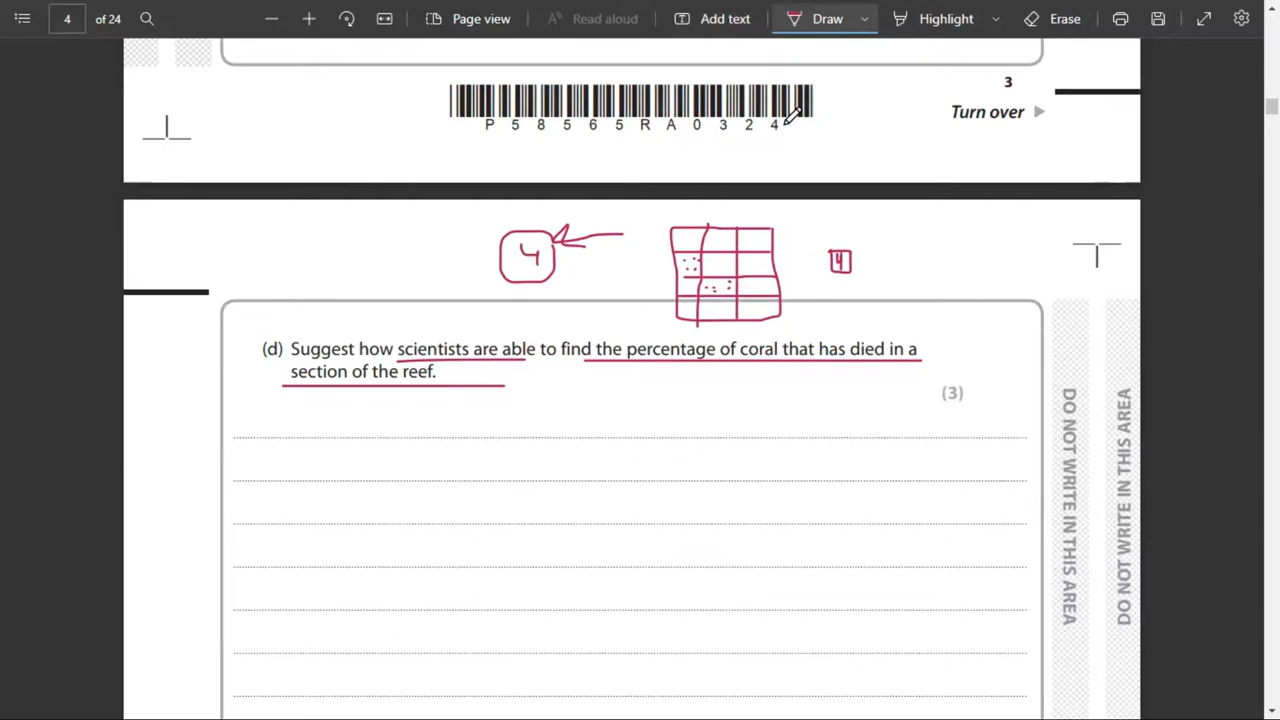 4 of 24 Page view Read aloud Add text Draw Highlight Erase
3
Turn over
P 5 8 5 6 5 R A 0 3 2 4
4
4
(d) Suggest how scientists are able to find the percentage of coral that has died in a
section of the reef.
(3)
DO NOT WRITE IN THIS AREA
DO NOT WRITE IN THIS AREA